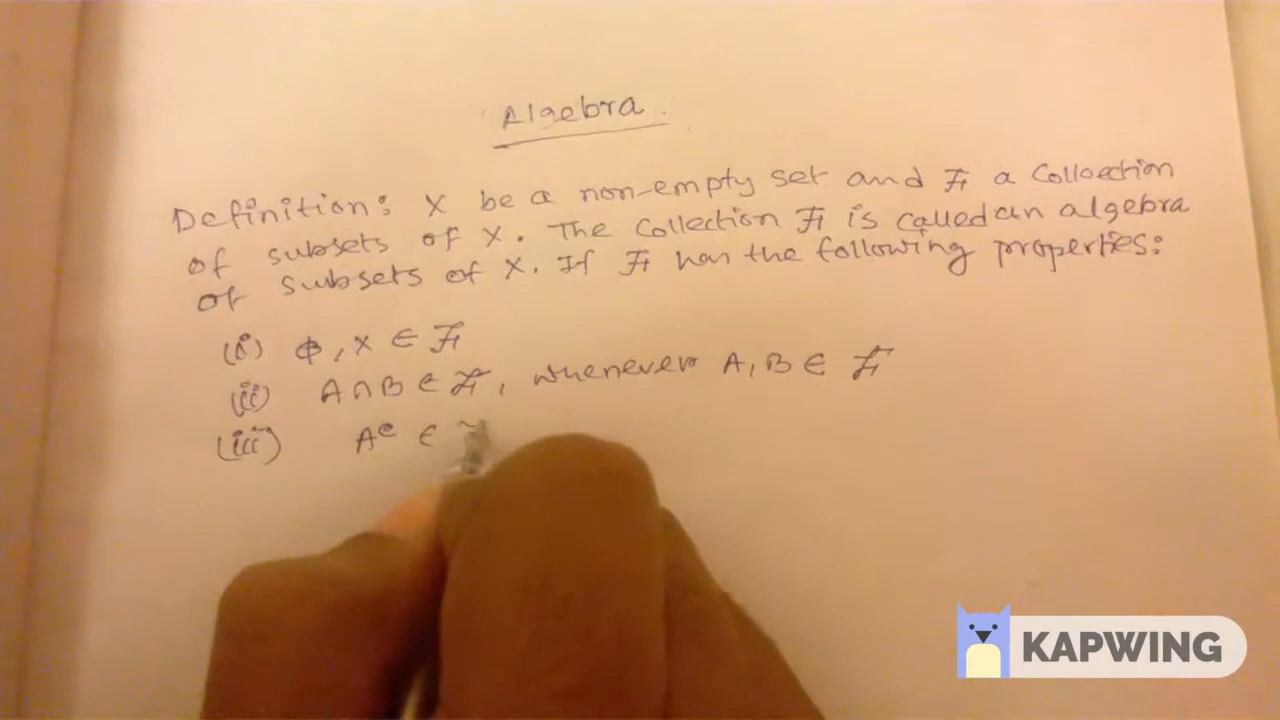 Algebra.
Definition: X be a non-empty set and ℱ a Colloection
of subsets of X. The Collection ℱ is called an algebra
of subsets of X. If ℱ has the following properties:
(i) ϕ, X ∈ ℱ
(ii) A∩B ∈ ℱ, whenever A, B ∈ ℱ
(iii) Aᶜ ∈
KAPWING